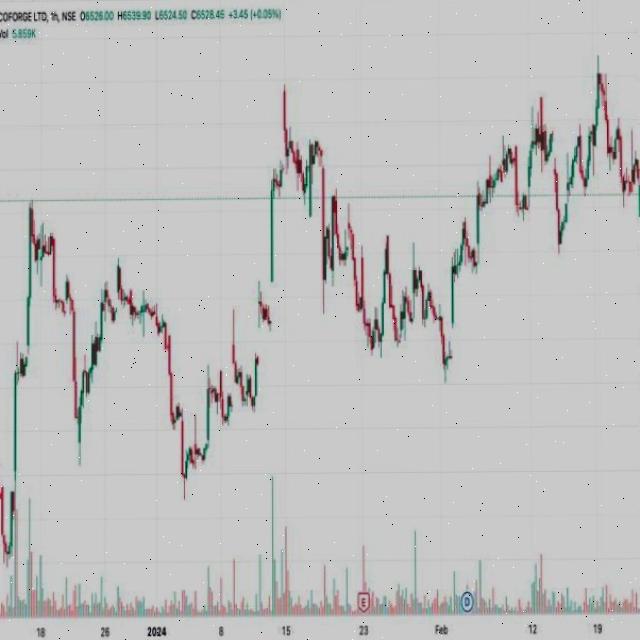 COFORGE LTD, 1h, NSE O6526.00 H6539.90 L6524.50 C6528.45 +3.45 (+0.05%)
Vol 5.859K
E D
18 26 2024 8 15 23 Feb 12 19